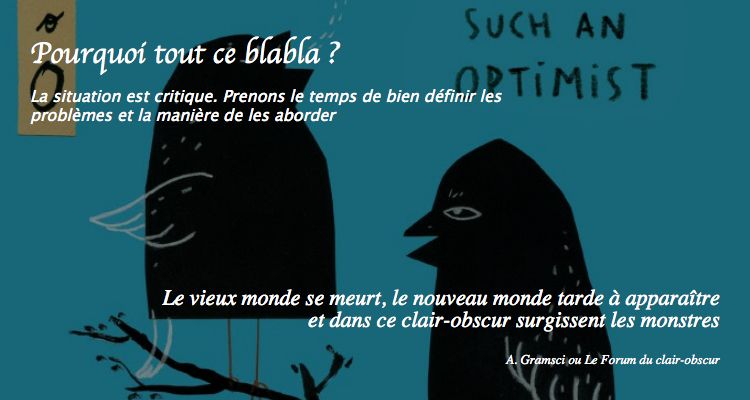 SUCH AN
OPTIMIST
Pourquoi tout ce blabla ?
La situation est critique. Prenons le temps de bien définir les
problèmes et la manière de les aborder
Le vieux monde se meurt, le nouveau monde tarde à apparaître
et dans ce clair-obscur surgissent les monstres
A. Gramsci ou Le Forum du clair-obscur